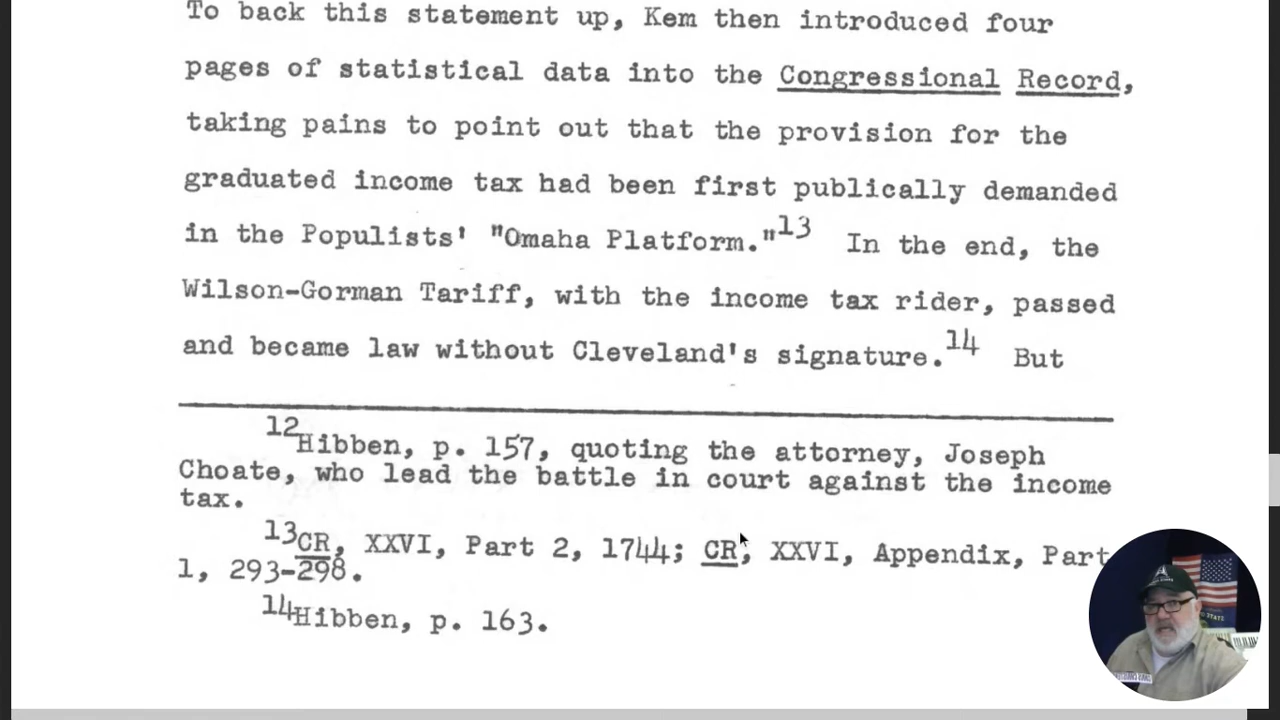 To back this statement up, Kem then introduced four
pages of statistical data into the Congressional Record,
taking pains to point out that the provision for the
graduated income tax had been first publically demanded
in the Populists' "Omaha Platform."13 In the end, the
Wilson-Gorman Tariff, with the income tax rider, passed
and became law without Cleveland's signature.14 But
12Hibben, p. 157, quoting the attorney, Joseph
Choate, who lead the battle in court against the income
tax.
13CR, XXVI, Part 2, 1744; CR, XXVI, Appendix, Part
1, 293-298.
14Hibben, p. 163.